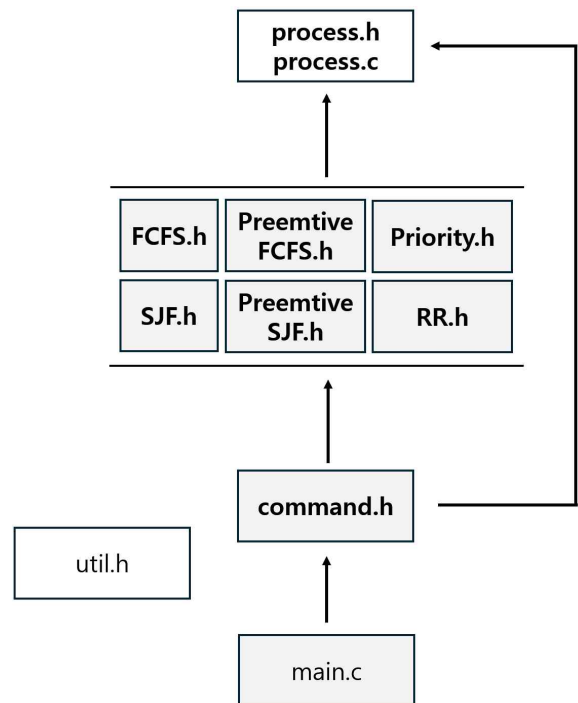 process.h
process.c
FCFS.h
Preemtive
FCFS.h
Priority.h
SJF.h
Preemtive
SJF.h
RR.h
command.h
util.h
main.c